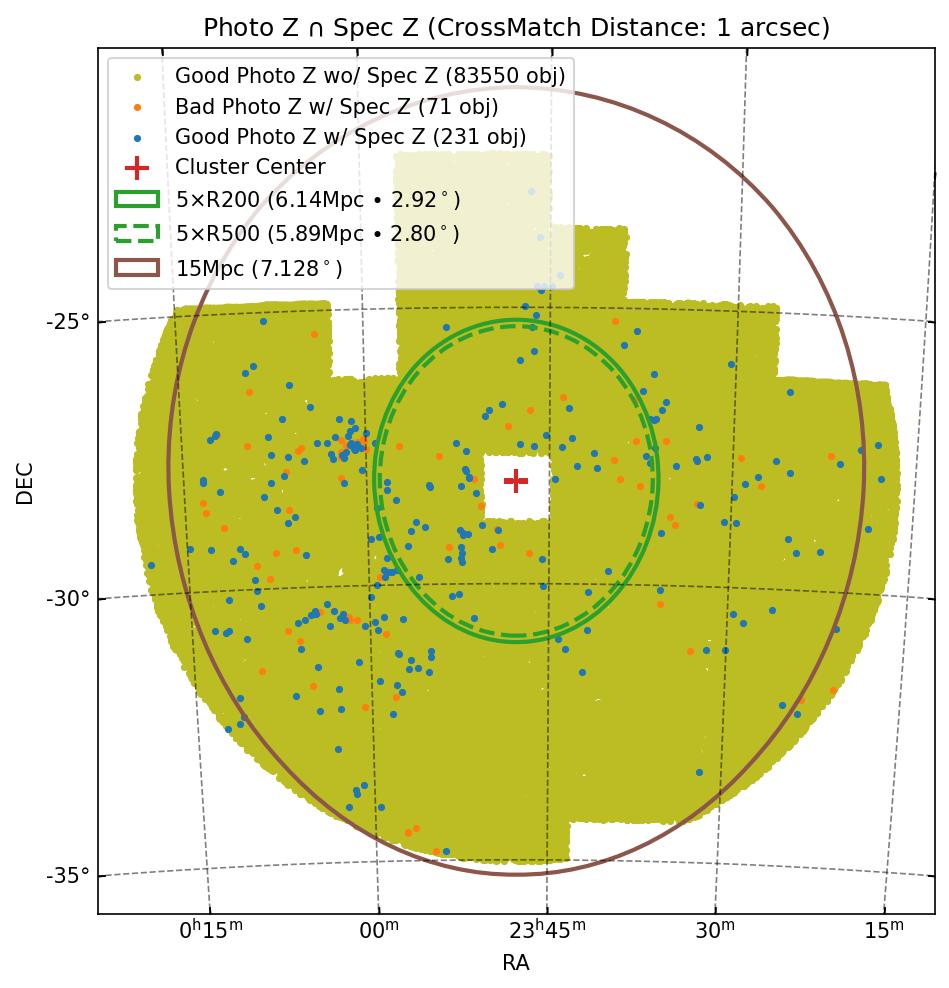 Photo Z ∩ Spec Z (CrossMatch Distance: 1 arcsec)
Good Photo Z wo/ Spec Z (83550 obj)
Bad Photo Z w/ Spec Z (71 obj)
Good Photo Z w/ Spec Z (231 obj)
Cluster Center
5×R200 (6.14Mpc • 2.92°)
5×R500 (5.89Mpc • 2.80°)
15Mpc (7.128°)
-25°
DEC
-30°
-35°
0ʰ15ᵐ 00ᵐ 23ʰ45ᵐ 30ᵐ 15ᵐ
RA